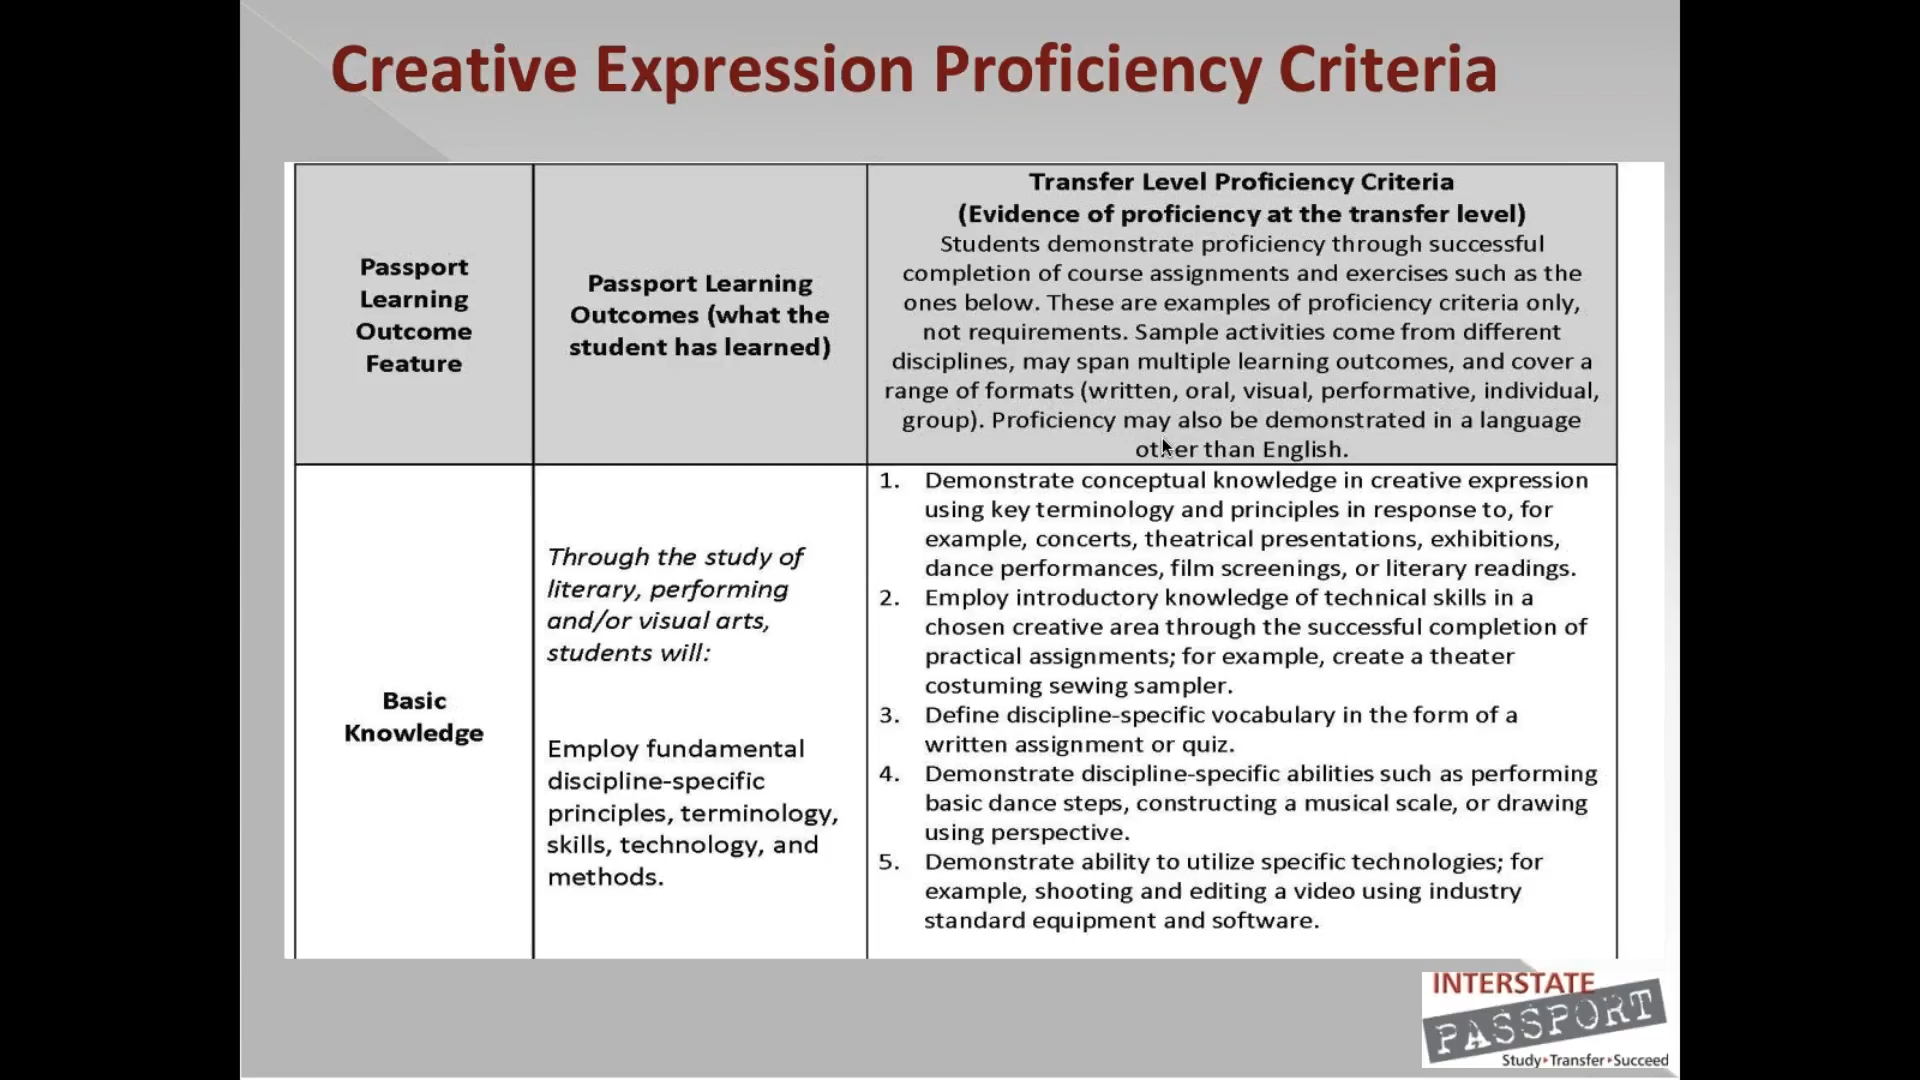 Creative Expression Proficiency Criteria
Passport
Learning
Outcome
Feature
Passport Learning
Outcomes (what the
student has learned)
Transfer Level Proficiency Criteria
(Evidence of proficiency at the transfer level)
Students demonstrate proficiency through successful
completion of course assignments and exercises such as the
ones below. These are examples of proficiency criteria only,
not requirements. Sample activities come from different
disciplines, may span multiple learning outcomes, and cover a
range of formats (written, oral, visual, performative, individual,
group). Proficiency may also be demonstrated in a language
other than English.
Basic
Knowledge
Through the study of
literary, performing
and/or visual arts,
students will:
Employ fundamental
discipline-specific
principles, terminology,
skills, technology, and
methods.
1. Demonstrate conceptual knowledge in creative expression
using key terminology and principles in response to, for
example, concerts, theatrical presentations, exhibitions,
dance performances, film screenings, or literary readings.
2. Employ introductory knowledge of technical skills in a
chosen creative area through the successful completion of
practical assignments; for example, create a theater
costuming sewing sampler.
3. Define discipline-specific vocabulary in the form of a
written assignment or quiz.
4. Demonstrate discipline-specific abilities such as performing
basic dance steps, constructing a musical scale, or drawing
using perspective.
5. Demonstrate ability to utilize specific technologies; for
example, shooting and editing a video using industry
standard equipment and software.
INTERSTATE
PASSPORT
Study‣Transfer‣Succeed